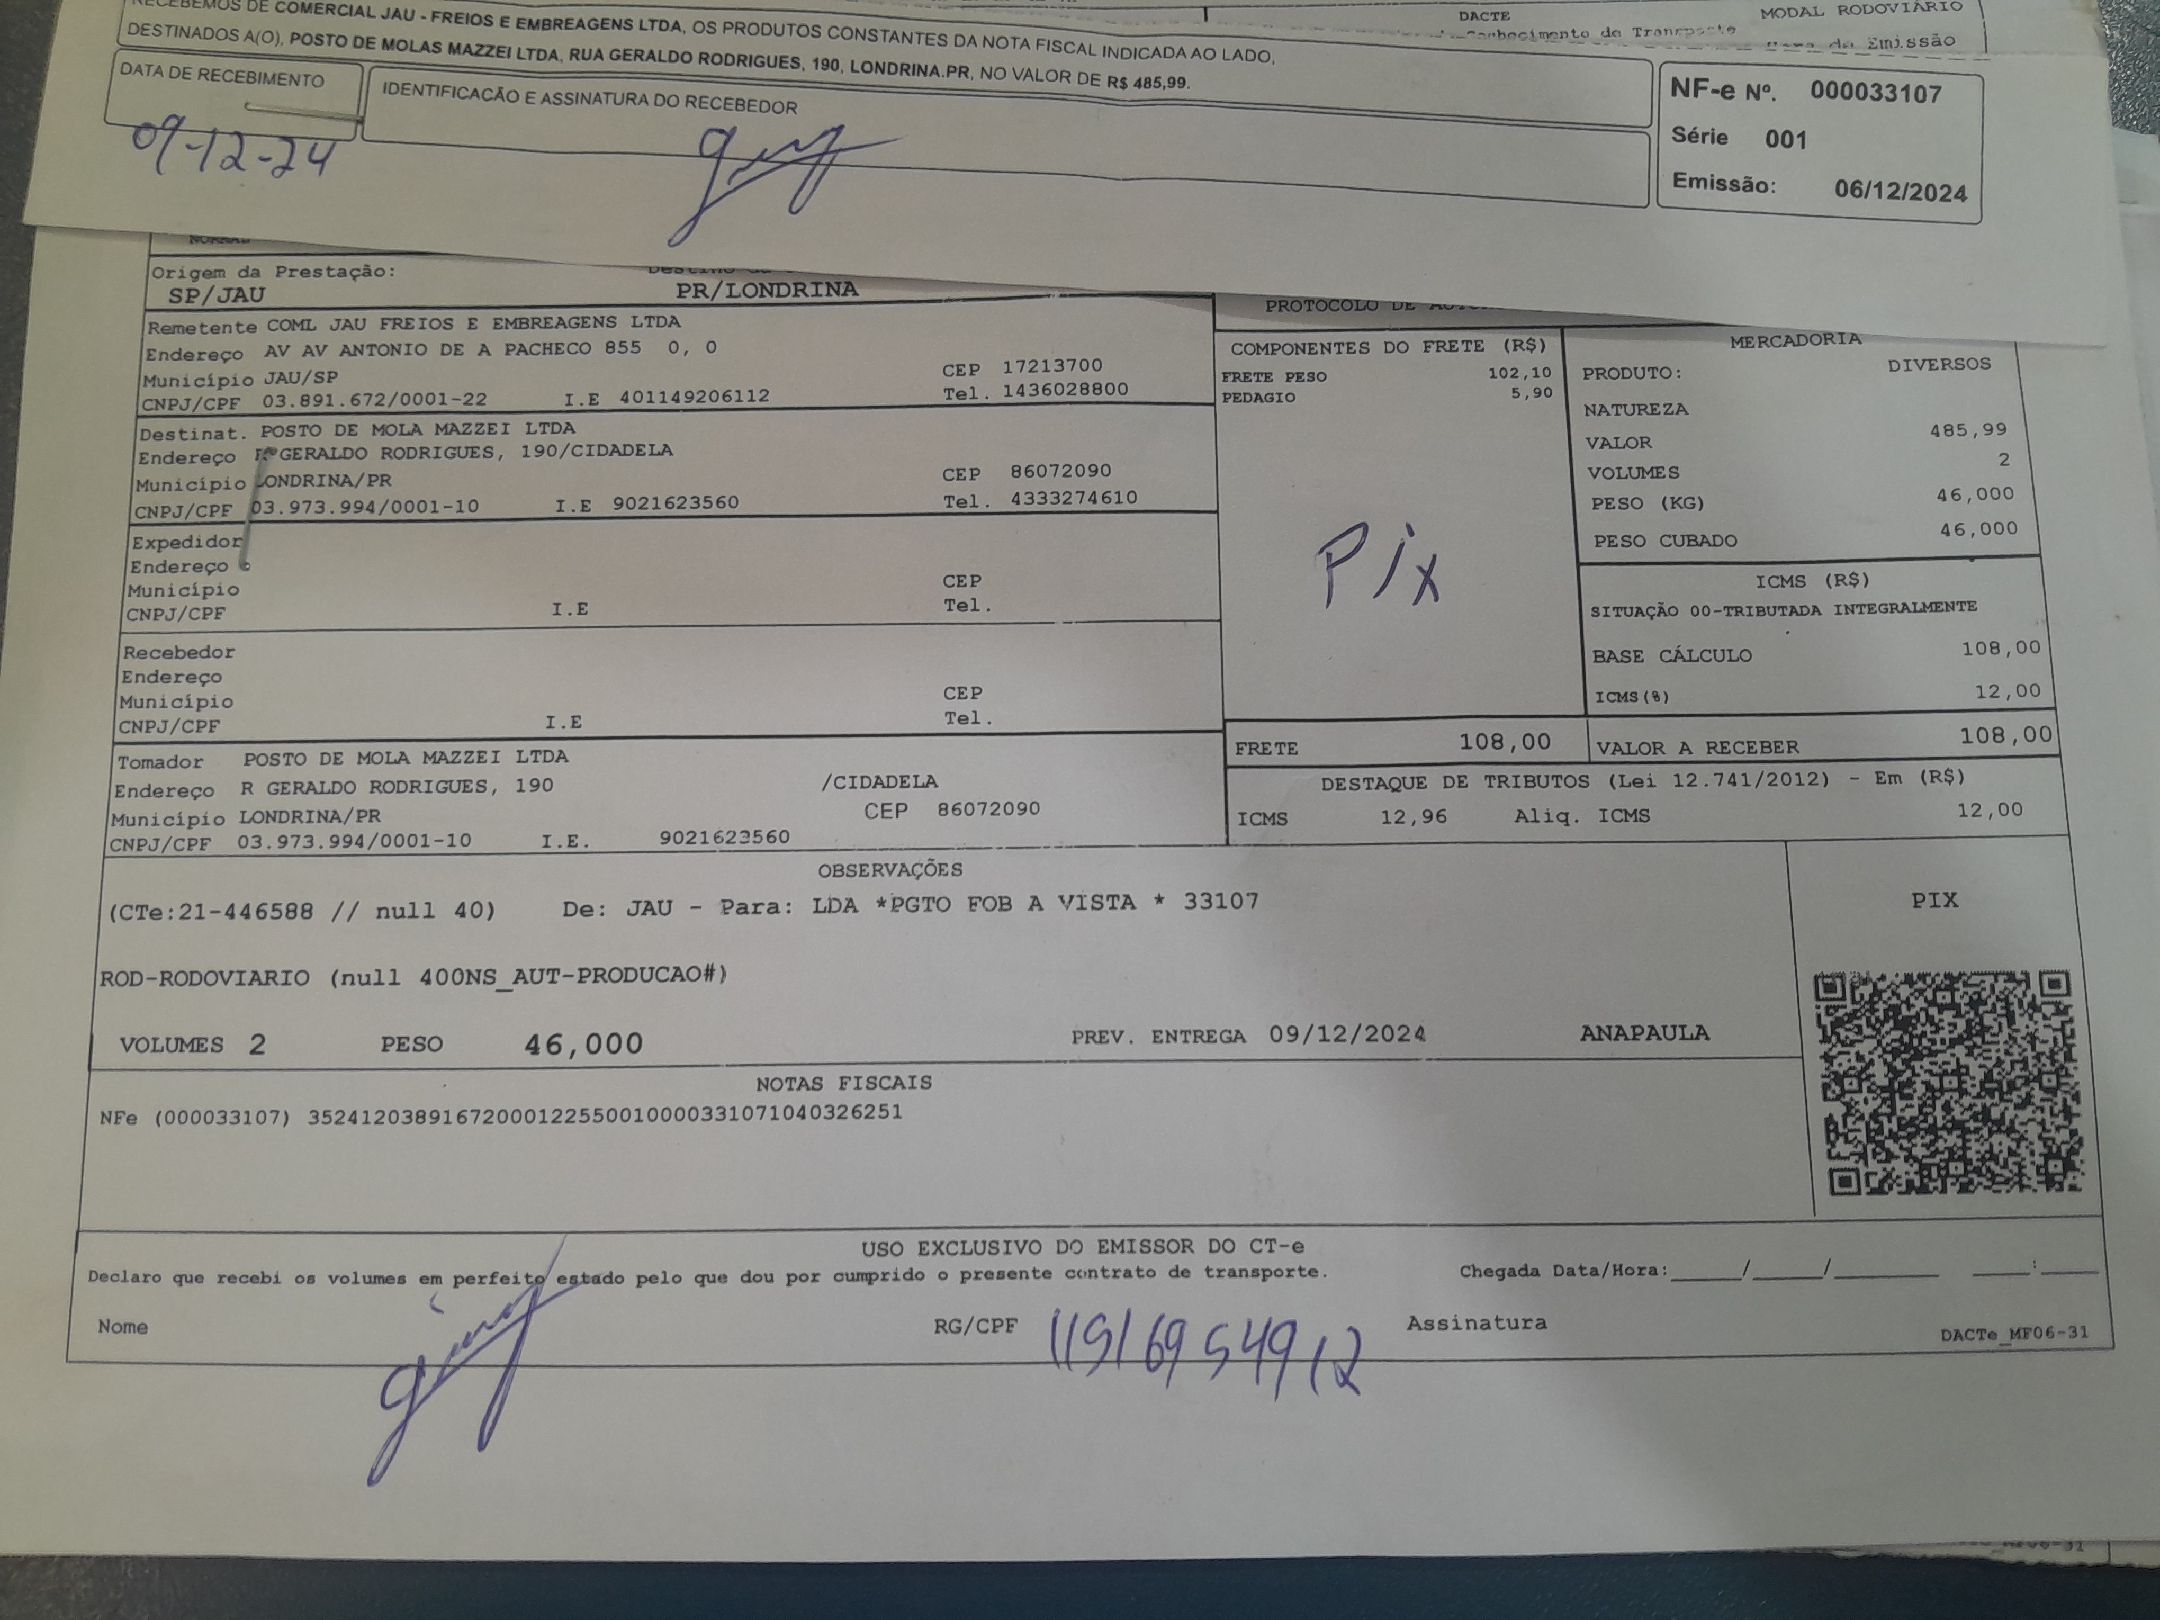 RECEBEMOS DE COMERCIAL JAU - FREIOS E EMBREAGENS LTDA, OS PRODUTOS CONSTANTES DA NOTA FISCAL INDICADA AO LADO,
DESTINADOS A(O), POSTO DE MOLAS MAZZEI LTDA, RUA GERALDO RODRIGUES, 190, LONDRINA.PR, NO VALOR DE R$ 485,99.
DACTE MODAL RODOVIÁRIO
Conhecimento de Transporte
da Emissão
DATA DE RECEBIMENTO
IDENTIFICACÃO E ASSINATURA DO RECEBEDOR
09-12-24
NF-e Nº. 000033107
Série 001
Emissão: 06/12/2024
NORMAL
Origem da Prestação:
SP/JAU PR/LONDRINA
Remetente COML JAU FREIOS E EMBREAGENS LTDA
Endereço AV AV ANTONIO DE A PACHECO 855 0, 0
Município JAU/SP CEP 17213700
CNPJ/CPF 03.891.672/0001-22 I.E 401149206112 Tel. 1436028800
Destinat. POSTO DE MOLA MAZZEI LTDA
Endereço R GERALDO RODRIGUES, 190/CIDADELA
Município LONDRINA/PR CEP 86072090
CNPJ/CPF 03.973.994/0001-10 I.E 9021623560 Tel. 4333274610
Expedidor
Endereço
Município CEP
CNPJ/CPF I.E Tel.
Recebedor
Endereço
Município CEP
CNPJ/CPF I.E Tel.
Tomador POSTO DE MOLA MAZZEI LTDA
Endereço R GERALDO RODRIGUES, 190 /CIDADELA
Município LONDRINA/PR CEP 86072090
CNPJ/CPF 03.973.994/0001-10 I.E. 9021623560
PROTOCOLO DE
COMPONENTES DO FRETE (R$)
FRETE PESO 102,10
PEDAGIO 5,90
Pix
MERCADORIA
PRODUTO: DIVERSOS
NATUREZA
VALOR 485,99
VOLUMES 2
PESO (KG) 46,000
PESO CUBADO 46,000
ICMS (R$)
SITUAÇÃO 00-TRIBUTADA INTEGRALMENTE
BASE CÁLCULO 108,00
ICMS(%) 12,00
FRETE 108,00 VALOR A RECEBER 108,00
DESTAQUE DE TRIBUTOS (Lei 12.741/2012) - Em (R$)
ICMS 12,96 Aliq. ICMS 12,00
OBSERVAÇÕES
(CTe:21-446588 // null 40) De: JAU - Para: LDA *PGTO FOB A VISTA * 33107
PIX
ROD-RODOVIARIO (null 400NS_AUT-PRODUCAO#)
VOLUMES 2 PESO 46,000 PREV. ENTREGA 09/12/2024 ANAPAULA
NOTAS FISCAIS
NFe (000033107) 35241203891672000122550010000331071040326251
USO EXCLUSIVO DO EMISSOR DO CT-e
Declaro que recebi os volumes em perfeito estado pelo que dou por cumprido o presente contrato de transporte. Chegada Data/Hora:_____/_____/_______ ____:____
Nome RG/CPF 11916954912 Assinatura
DACTe_MF06-31